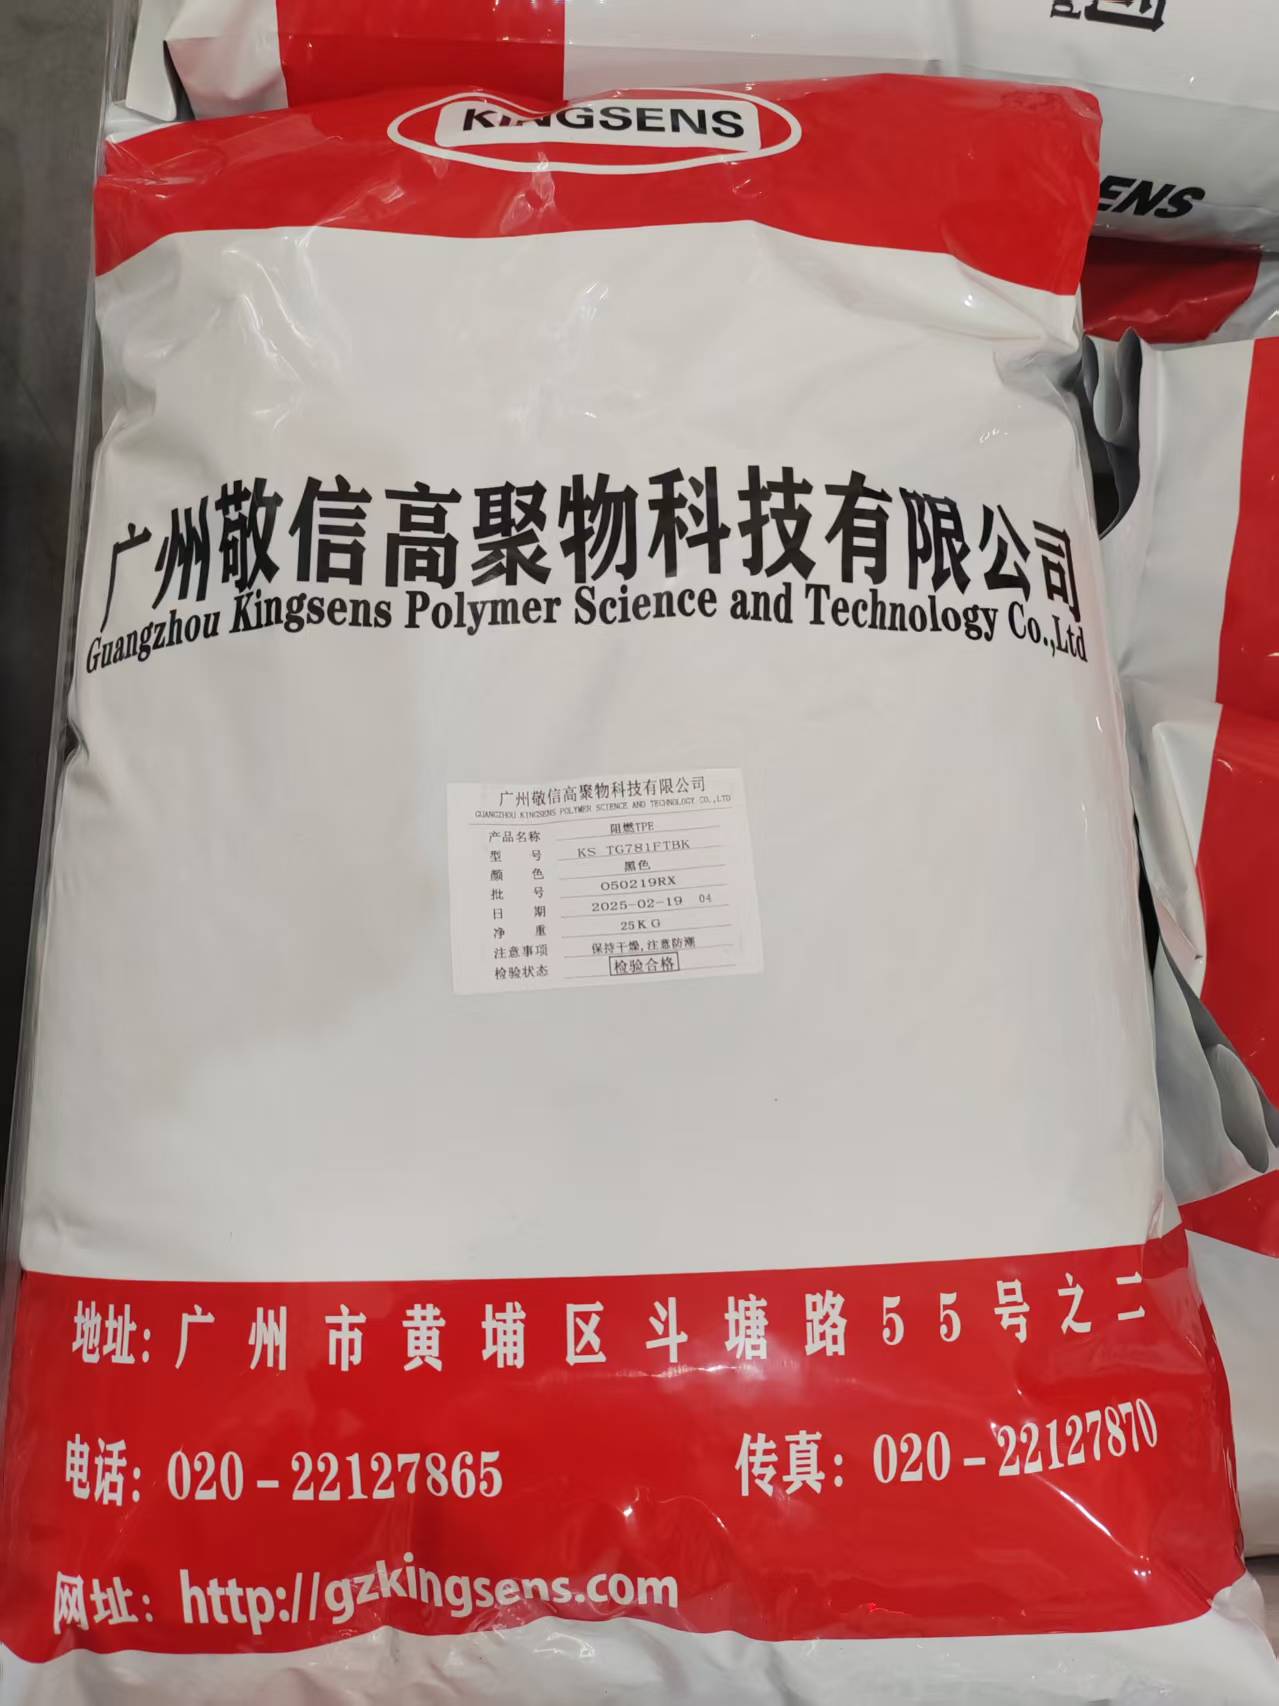 KINGSENS
ENS
广州敬信高聚物科技有限公司
Guangzhou Kingsens Polymer Science and Technology Co.,Ltd
广州敬信高聚物科技有限公司
GUANGZHOU KINGSENS POLYMER SCIENCE AND TECHNOLOGY CO.,LTD
产品名称 阻燃TPE
型 号 KS TG781FTBK
颜 色 黑色
批 号 O50219RX
日 期 2025-02-19 04
净 重 25KG
注意事项 保持干燥,注意防潮
检验状态 检验合格
地址：广州市黄埔区斗塘路55号之二
电话：020-22127865 传真：020-22127870
网址：http://gzkingsens.com